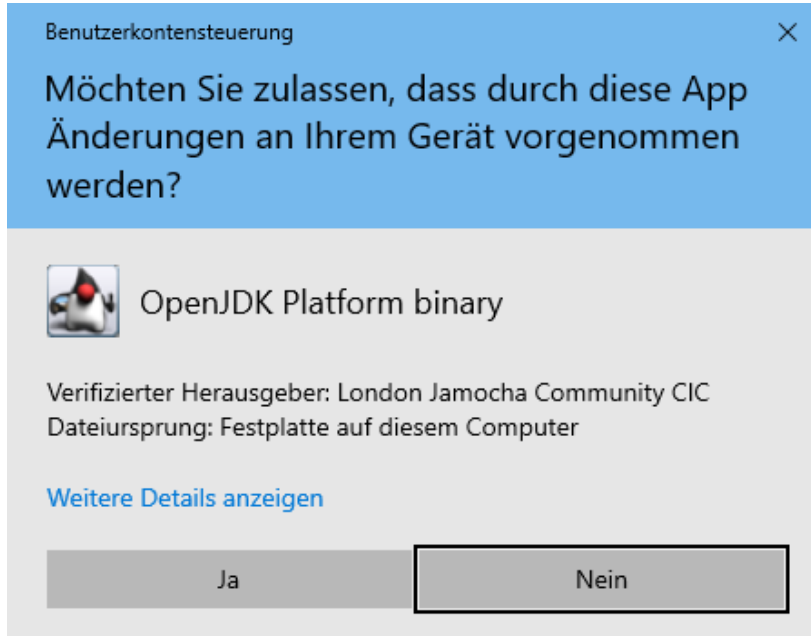 Benutzerkontensteuerung
Möchten Sie zulassen, dass durch diese App
Änderungen an Ihrem Gerät vorgenommen
werden?
OpenJDK Platform binary
Verifizierter Herausgeber: London Jamocha Community CIC
Dateiursprung: Festplatte auf diesem Computer
Weitere Details anzeigen
Ja
Nein